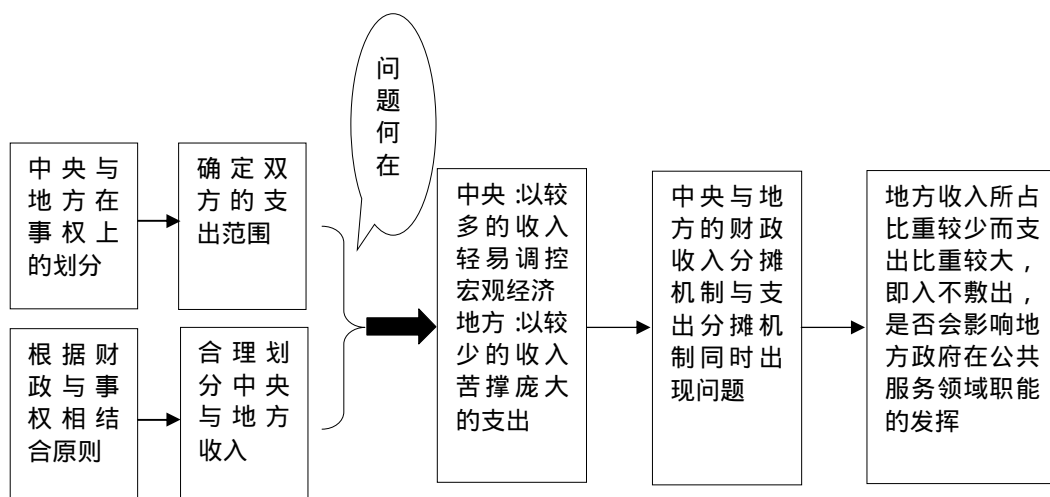 问
题
何
在
中央与
地方在
事权上
的划分
确定双
方的支
出范围
根据财
政与事
权相结
合原则
合理划
分中央
与地方
收入
中央:以较
多的收入
轻易调控
宏观经济
地方:以较
少的收入
苦撑庞大
的支出
中央与地
方的财政
收入分摊
机制与支
出分摊机
制同时出
现问题
地方收入所占
比重较少而支
出比重较大，
即入不敷出，
是否会影响地
方政府在公共
服务领域职能
的发挥